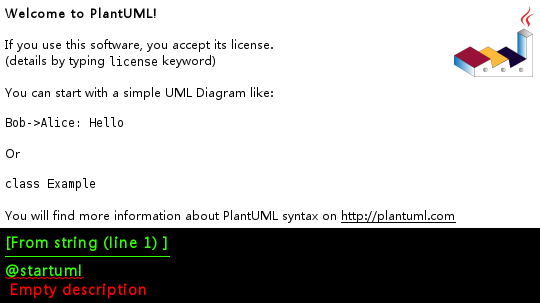 Welcome to PlantUML!
If you use this software, you accept its license.
(details by typing license keyword)
You can start with a simple UML Diagram like:
Bob->Alice: Hello
Or
class Example
You will find more information about PlantUML syntax on http://plantuml.com
[From string (line 1) ]
@startuml
Empty description